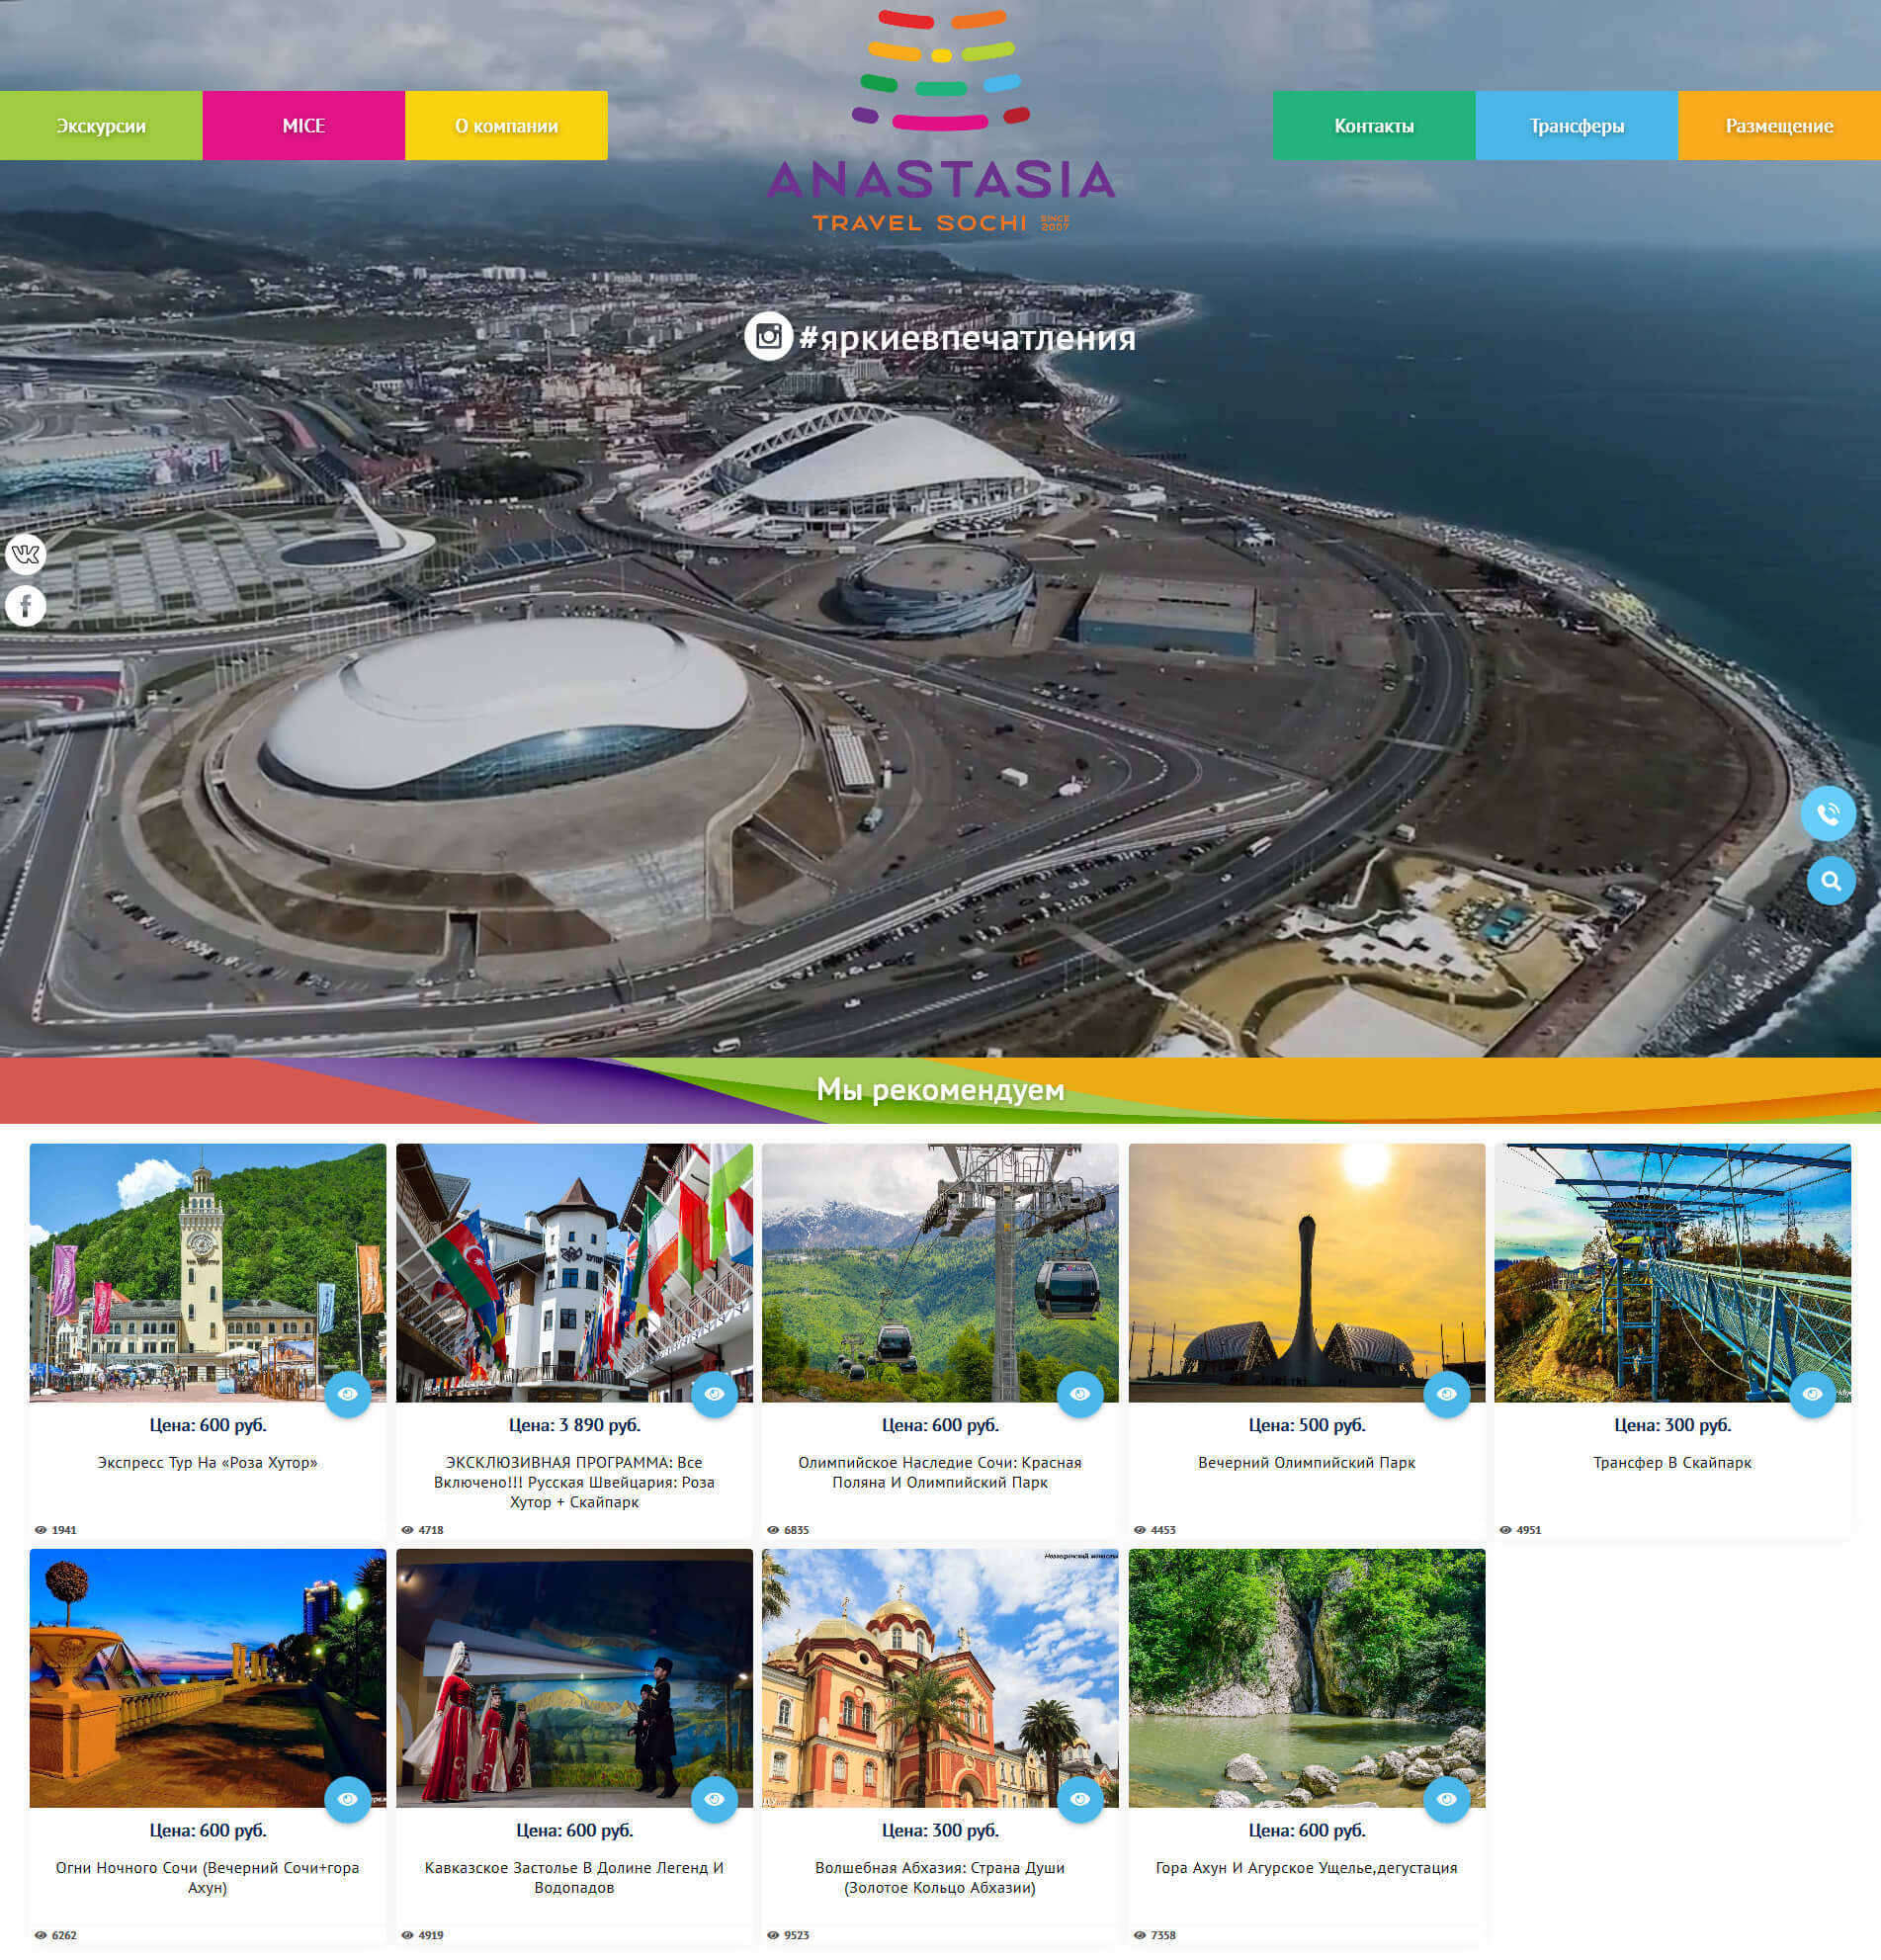 Экскурсии
MICE
О компании
Контакты
Трансферы
Размещение
ANASTASIA
TRAVEL SOCHI SINCE 2007
#яркиевпечатления
Мы рекомендуем
Цена: 600 руб.
Экспресс Тур На «Роза Хутор»
1941
Цена: 3 890 руб.
ЭКСКЛЮЗИВНАЯ ПРОГРАММА: Все
Включено!!! Русская Швейцария: Роза
Хутор + Скайпарк
4718
Цена: 600 руб.
Олимпийское Наследие Сочи: Красная
Поляна И Олимпийский Парк
6835
Цена: 500 руб.
Вечерний Олимпийский Парк
4453
Цена: 300 руб.
Трансфер В Скайпарк
4951
Цена: 600 руб.
Огни Ночного Сочи (Вечерний Сочи+гора
Ахун)
6262
Цена: 600 руб.
Кавказское Застолье В Долине Легенд И
Водопадов
4919
Цена: 300 руб.
Волшебная Абхазия: Страна Души
(Золотое Кольцо Абхазии)
9523
Цена: 600 руб.
Гора Ахун И Агурское Ущелье,дегустация
7358